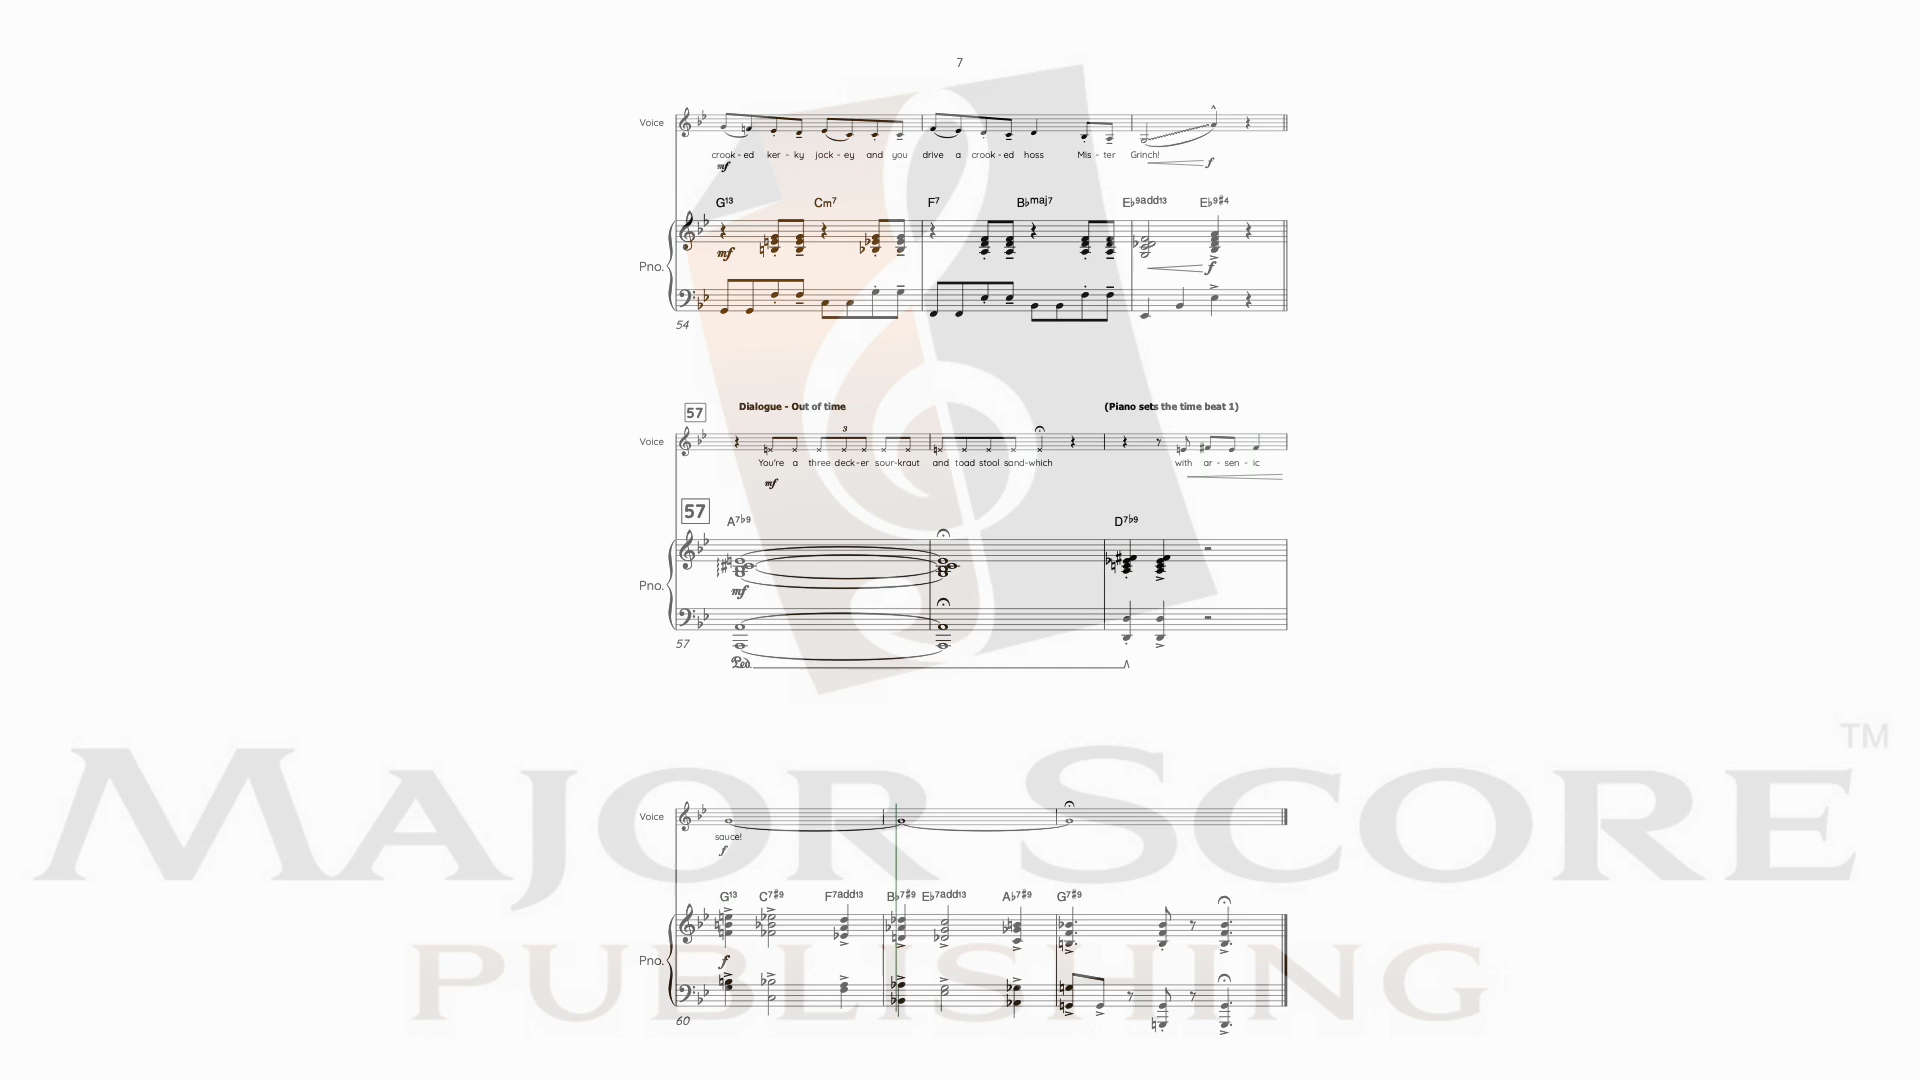 7
Voice
crook - ed ker - ky jock - ey and you drive a crook - ed hoss Mis - ter Grinch!
mf f
G13 Cm7 F7 B♭maj7 E♭9add13 E♭9♯4
Pno.
mf f
54
57 Dialogue - Out of time (Piano sets the time beat 1)
3
Voice
You're a three deck-er sour-kraut and toad stool sand-which with ar - sen - ic
mf
57
A7♭9 D7♭9
Pno.
mf
57
Ped
Voice
sauce!
f
G13 C7♯9 F7add13 B♭7♯9 E♭7add13 A♭7♯9 G7♯9
Pno.
f
60
MAJOR SCORE TM
PUBLISHING